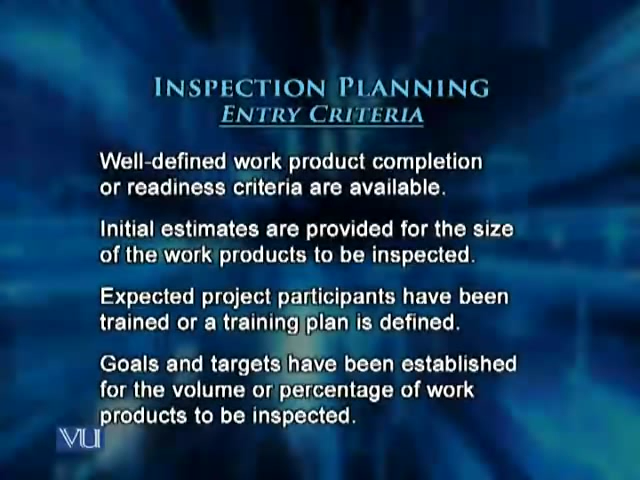 INSPECTION PLANNING
ENTRY CRITERIA
Well-defined work product completion
or readiness criteria are available.
Initial estimates are provided for the size
of the work products to be inspected.
Expected project participants have been
trained or a training plan is defined.
Goals and targets have been established
for the volume or percentage of work
products to be inspected.
VU